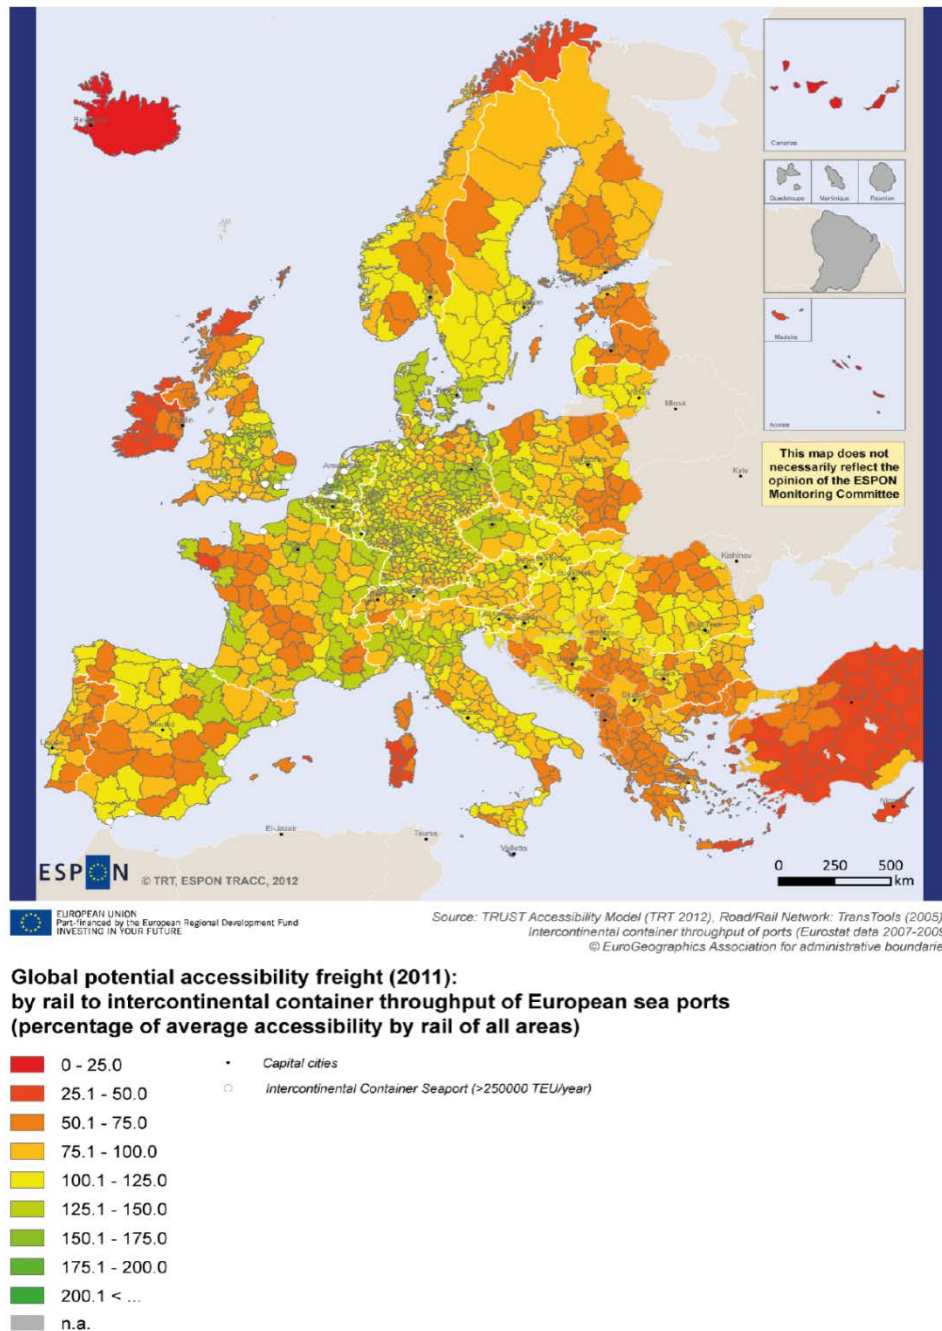 Canarias
Guadeloupe
Martinique
Reunion
Madeira
Acores
Reykjavik
Minsk
Kyiv
Kishinev
El-Jazair
Tounis
Valletta
Madrid
This map does not
necessarily reflect the
opinion of the ESPON
Monitoring Committee
ESPON
© TRT, ESPON TRACC, 2012
0 250 500
km
EUROPEAN UNION
Part-financed by the European Regional Development Fund
INVESTING IN YOUR FUTURE
Source: TRUST Accessibility Model (TRT 2012), Road/Rail Network: TransTools (2005)
Intercontinental container throughput of ports (Eurostat data 2007-2009
© EuroGeographics Association for administrative boundarie
Global potential accessibility freight (2011):
by rail to intercontinental container throughput of European sea ports
(percentage of average accessibility by rail of all areas)
0 - 25.0
25.1 - 50.0
50.1 - 75.0
75.1 - 100.0
100.1 - 125.0
125.1 - 150.0
150.1 - 175.0
175.1 - 200.0
200.1 < ...
n.a.
Capital cities
Intercontinental Container Seaport (>250000 TEU/year)